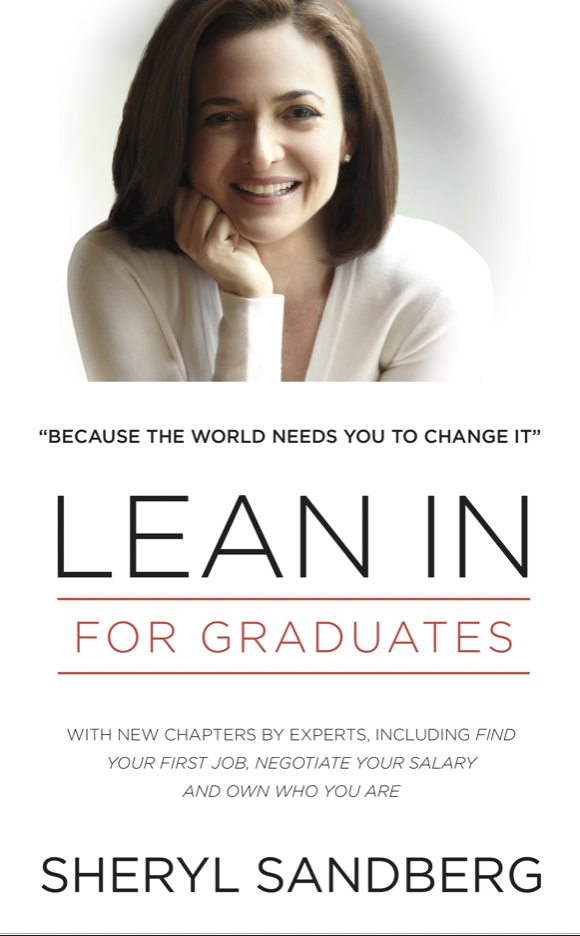 “BECAUSE THE WORLD NEEDS YOU TO CHANGE IT”
LEAN IN
FOR GRADUATES
WITH NEW CHAPTERS BY EXPERTS, INCLUDING FIND
YOUR FIRST JOB, NEGOTIATE YOUR SALARY
AND OWN WHO YOU ARE
SHERYL SANDBERG